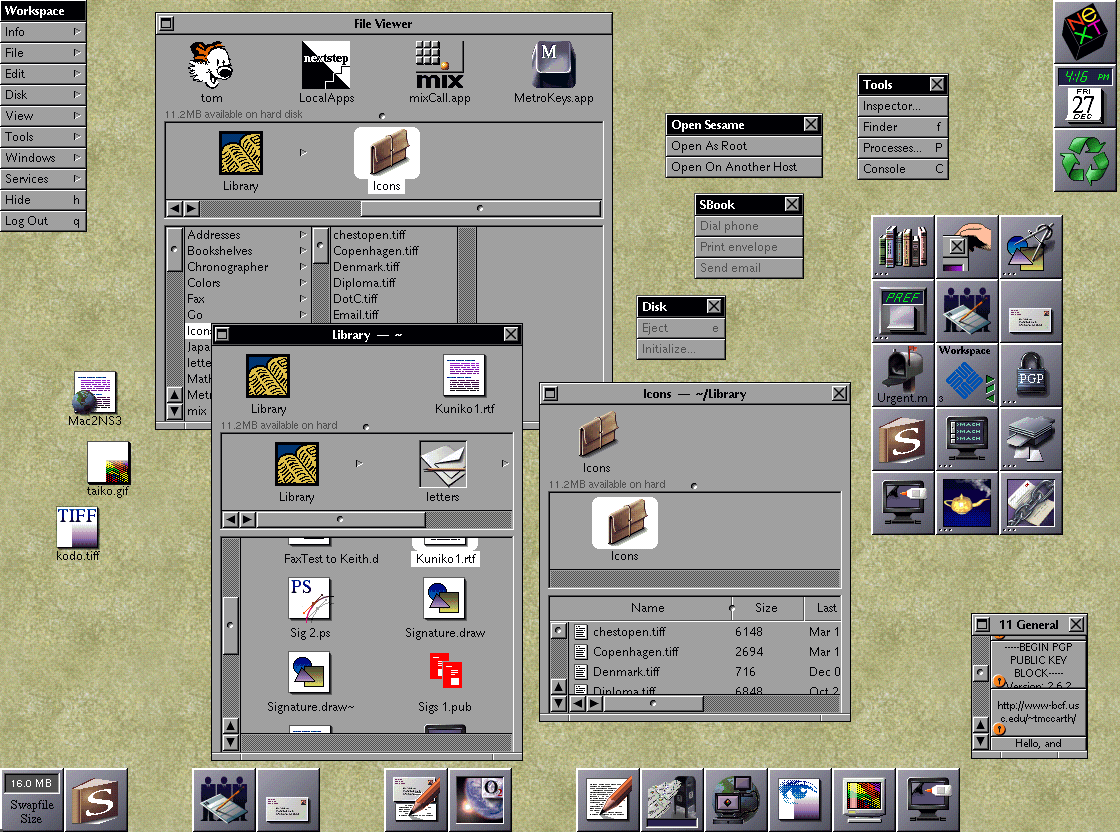 Workspace
Info
File
Edit
Disk
View
Tools
Windows
Services
Hide h
Log Out q
File Viewer
nextstep
mix
M
tom
LocalApps
mixCall.app
MetroKeys.app
11.2MB available on hard disk
Library
Icons
Addresses
Bookshelves
Chronographer
Colors
Fax
Go
Icons
Japa
lette
Math
Metr
mix
chestopen.tiff
Copenhagen.tiff
Denmark.tiff
Diploma.tiff
DotC.tiff
Email.tiff
Open Sesame
Open As Root
Open On Another Host
SBook
Dial phone
Print envelope
Send email
Disk
Eject e
Initialize...
Tools
Inspector...
Finder f
Processes... P
Console C
NeXT
4:16 PM
FRI
27
DEC
PREF
Urgent.m
Workspace
3
PGP
S
>MACH
>MACH
>MACH
Mac2NS3
taiko.gif
TIFF
kodo.tiff
Library — ~
Library
Kuniko1.rtf
11.2MB available on hard
Library
letters
FaxTest to Keith.d
Kuniko1.rtf
PS
Sig 2.ps
Signature.draw
Signature.draw~
Sigs 1.pub
Icons — ~/Library
Icons
11.2MB available on hard
Icons
Name Size Last
chestopen.tiff 6148 Mar 1
Copenhagen.tiff 2694 Mar 1
Denmark.tiff 716 Dec 0
Diploma.tiff 6848 Oct 2
11 General
-----BEGIN PGP
PUBLIC KEY
BLOCK-----
Version: 2.6.2
http://www-bcf.us
c.edu/~tmccarth/
Hello, and
16.0 MB
Swapfile
Size
S